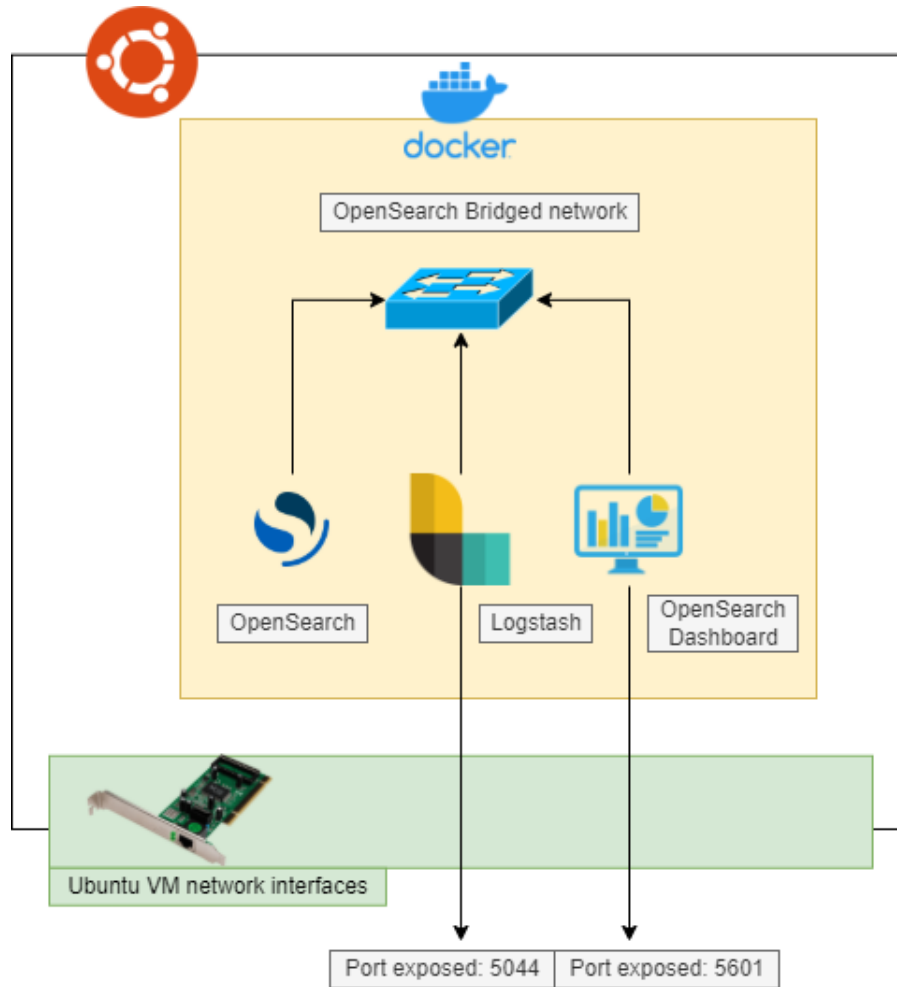 docker
OpenSearch Bridged network
OpenSearch
Logstash
OpenSearch
Dashboard
Ubuntu VM network interfaces
Port exposed: 5044
Port exposed: 5601